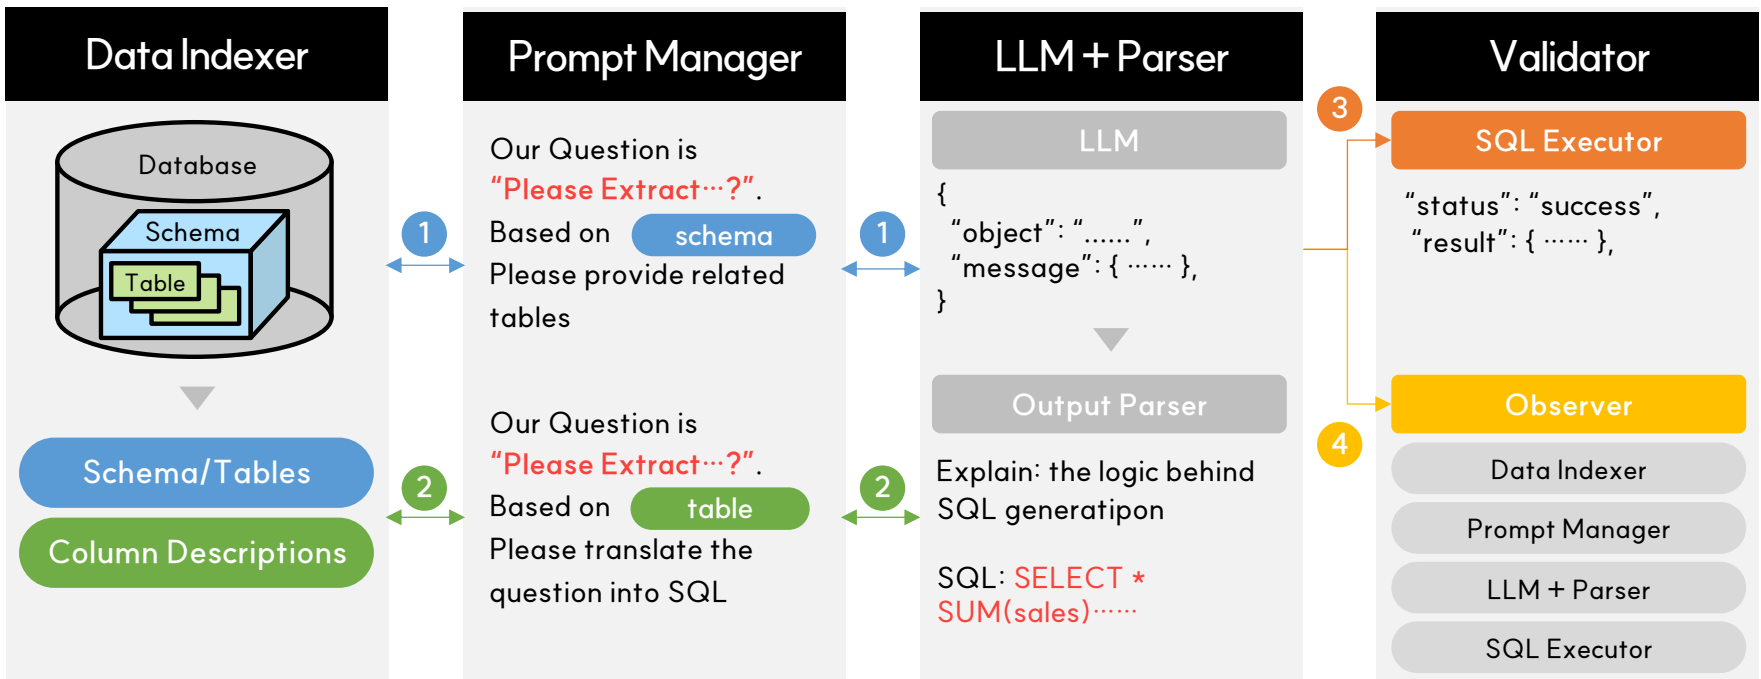 Data Indexer
Database
Schema
Table
Schema/Tables
Column Descriptions
1
2
Prompt Manager
Our Question is
“Please Extract···?”.
Based on schema
Please provide related
tables
Our Question is
“Please Extract···?”.
Based on table
Please translate the
question into SQL
1
2
LLM + Parser
LLM
{
“object”: “......”,
“message”: { ······ },
}
Output Parser
Explain: the logic behind
SQL generatipon
SQL: SELECT *
SUM(sales)······
3
4
Validator
SQL Executor
“status”: “success”,
“result”: { ······ },
Observer
Data Indexer
Prompt Manager
LLM + Parser
SQL Executor